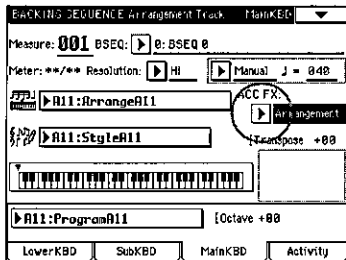 BACKING SEQUENCE Arrangement Track MainKBD
Measure: 001 BSEQ: 0: BSEQ 0
Meter: **/** Resolution: Hi Manual ♩ = 040
ACC FX:
A11:ArrangeA11 Arrangement
A11:StyleA11 [Transpose +00
A11:ProgramA11 [Octave +00
LowerKBD SubKBD MainKBD Activity